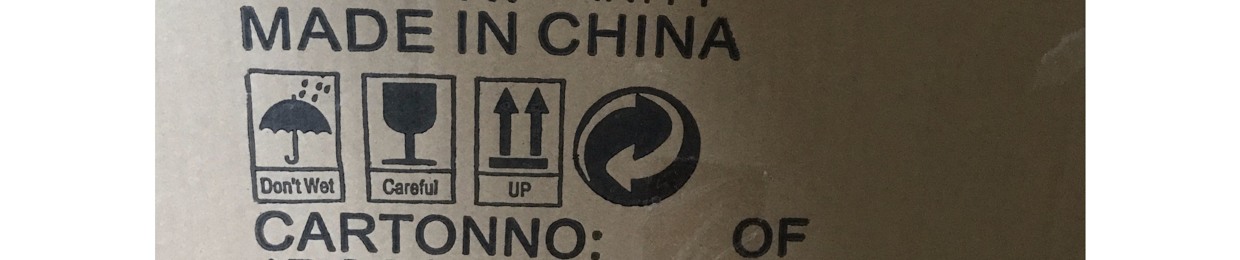 MADE IN CHINA
Don't Wet Careful UP
CARTONNO: OF